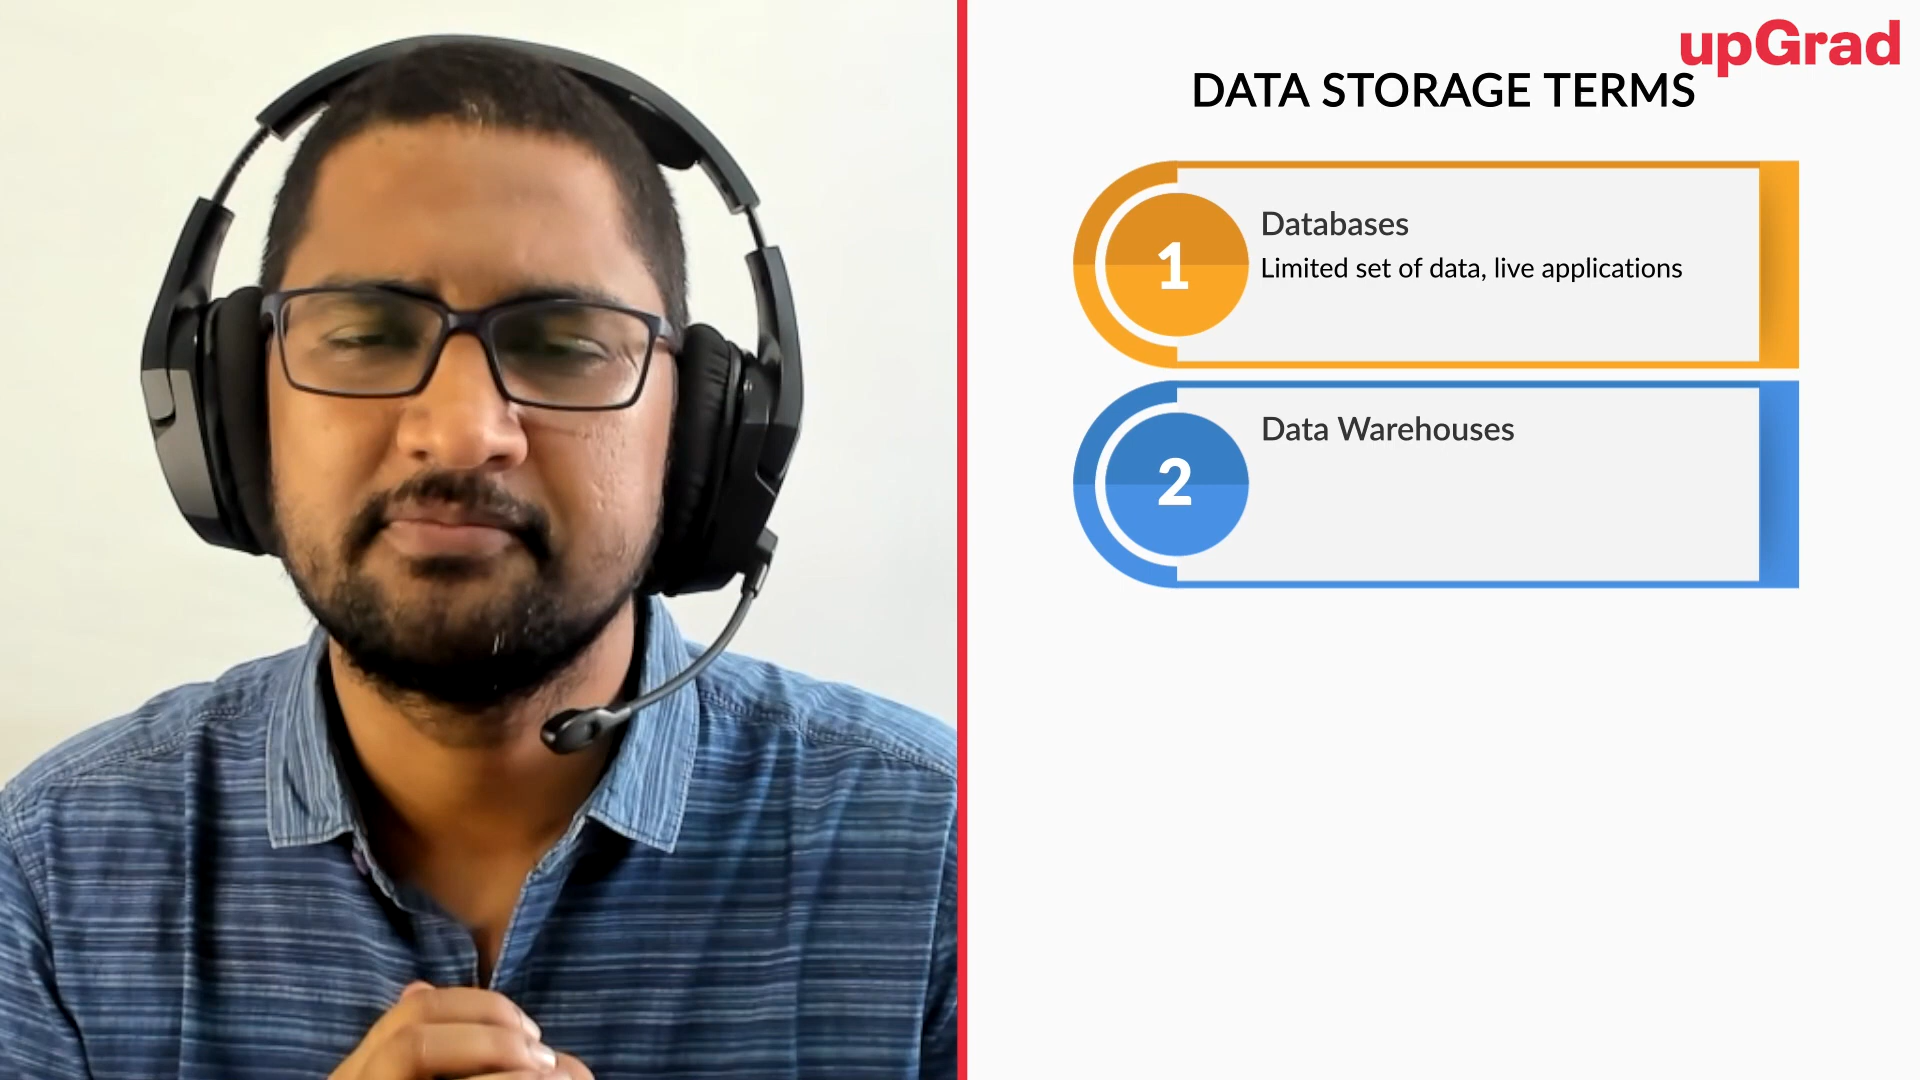 upGrad
DATA STORAGE TERMS
1
Databases
Limited set of data, live applications
2
Data Warehouses